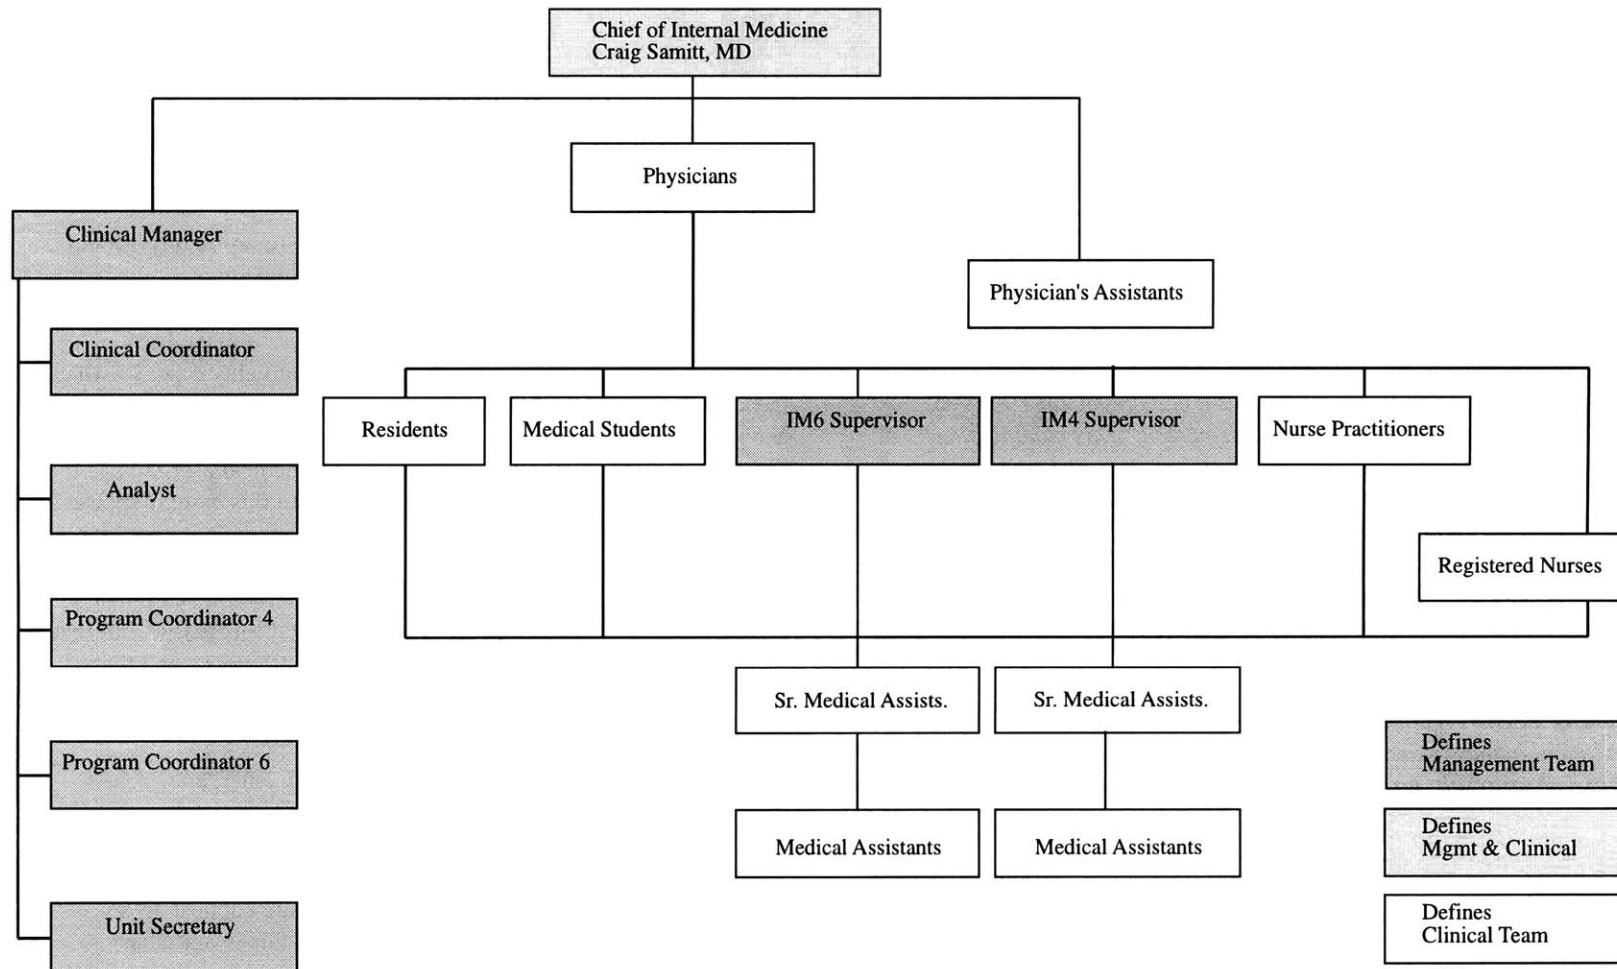 Chief of Internal Medicine
Craig Samitt, MD
Physicians
Clinical Manager
Physician's Assistants
Clinical Coordinator
Residents
Medical Students
IM6 Supervisor
IM4 Supervisor
Nurse Practitioners
Analyst
Registered Nurses
Program Coordinator 4
Sr. Medical Assists.
Sr. Medical Assists.
Program Coordinator 6
Medical Assistants
Medical Assistants
Unit Secretary
Defines
Management Team
Defines
Mgmt & Clinical
Defines
Clinical Team